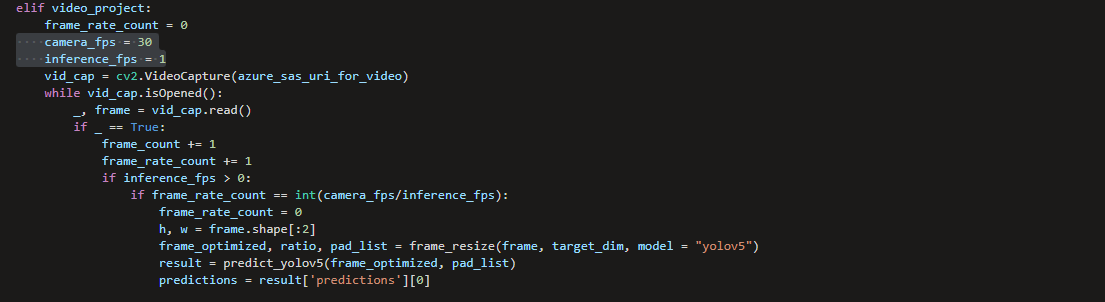 elif video_project:
frame_rate_count = 0
camera_fps = 30
inference_fps = 1
vid_cap = cv2.VideoCapture(azure_sas_uri_for_video)
while vid_cap.isOpened():
_, frame = vid_cap.read()
if _ == True:
frame_count += 1
frame_rate_count += 1
if inference_fps > 0:
if frame_rate_count == int(camera_fps/inference_fps):
frame_rate_count = 0
h, w = frame.shape[:2]
frame_optimized, ratio, pad_list = frame_resize(frame, target_dim, model = "yolov5")
result = predict_yolov5(frame_optimized, pad_list)
predictions = result['predictions'][0]